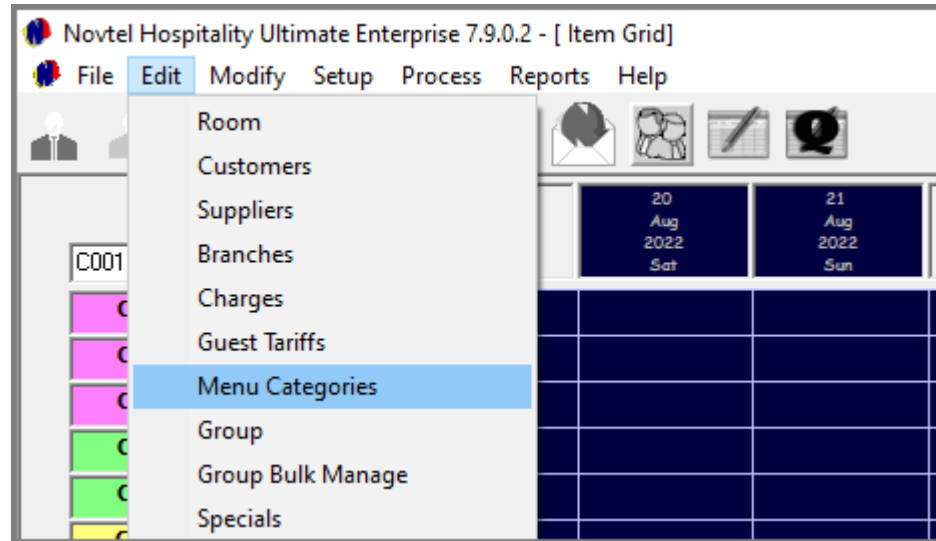 Novtel Hospitality Ultimate Enterprise 7.9.0.2 - [ Item Grid]
File Edit Modify Setup Process Reports Help
Room
Customers
Suppliers
Branches
Charges
Guest Tariffs
Menu Categories
Group
Group Bulk Manage
Specials
Q
C001
20
Aug
2022
Sat
21
Aug
2022
Sun